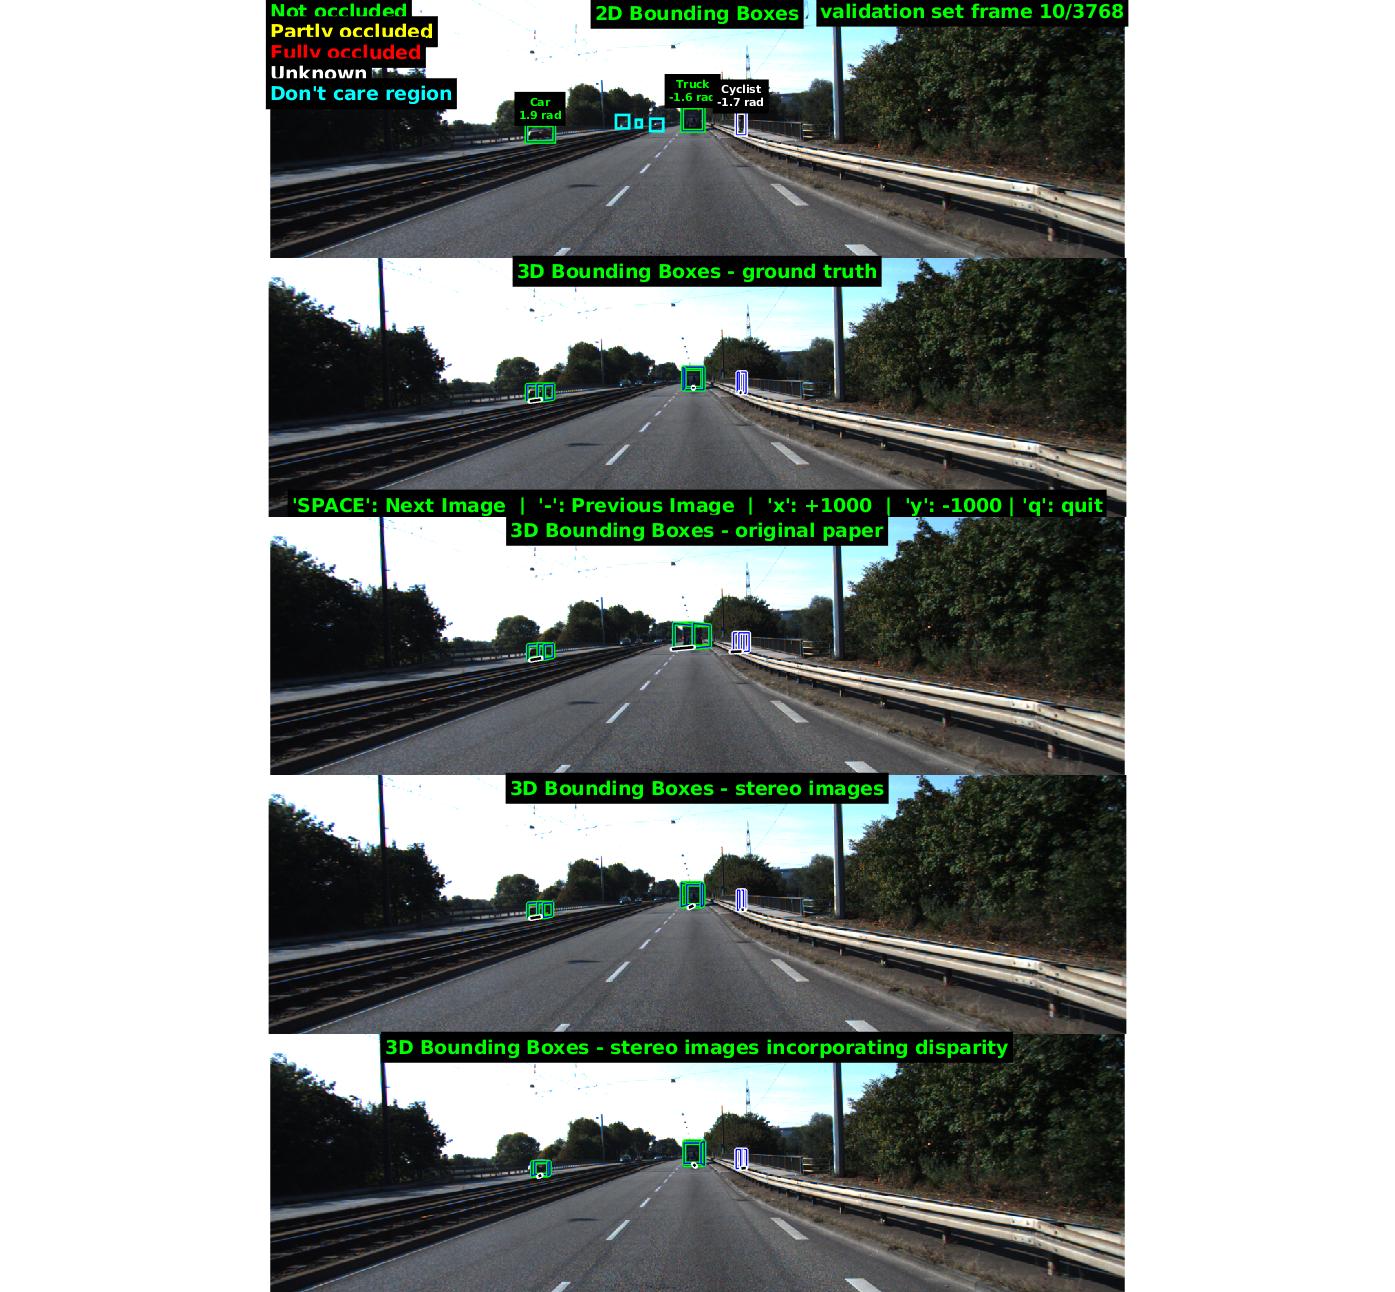 Not occluded
Partly occluded
Fully occluded
Unknown
Don't care region
2D Bounding Boxes
validation set frame 10/3768
Car
1.9 rad
Truck
-1.6 rad
Cyclist
-1.7 rad
3D Bounding Boxes - ground truth
'SPACE': Next Image | '-': Previous Image | 'x': +1000 | 'y': -1000 | 'q': quit
3D Bounding Boxes - original paper
3D Bounding Boxes - stereo images
3D Bounding Boxes - stereo images incorporating disparity